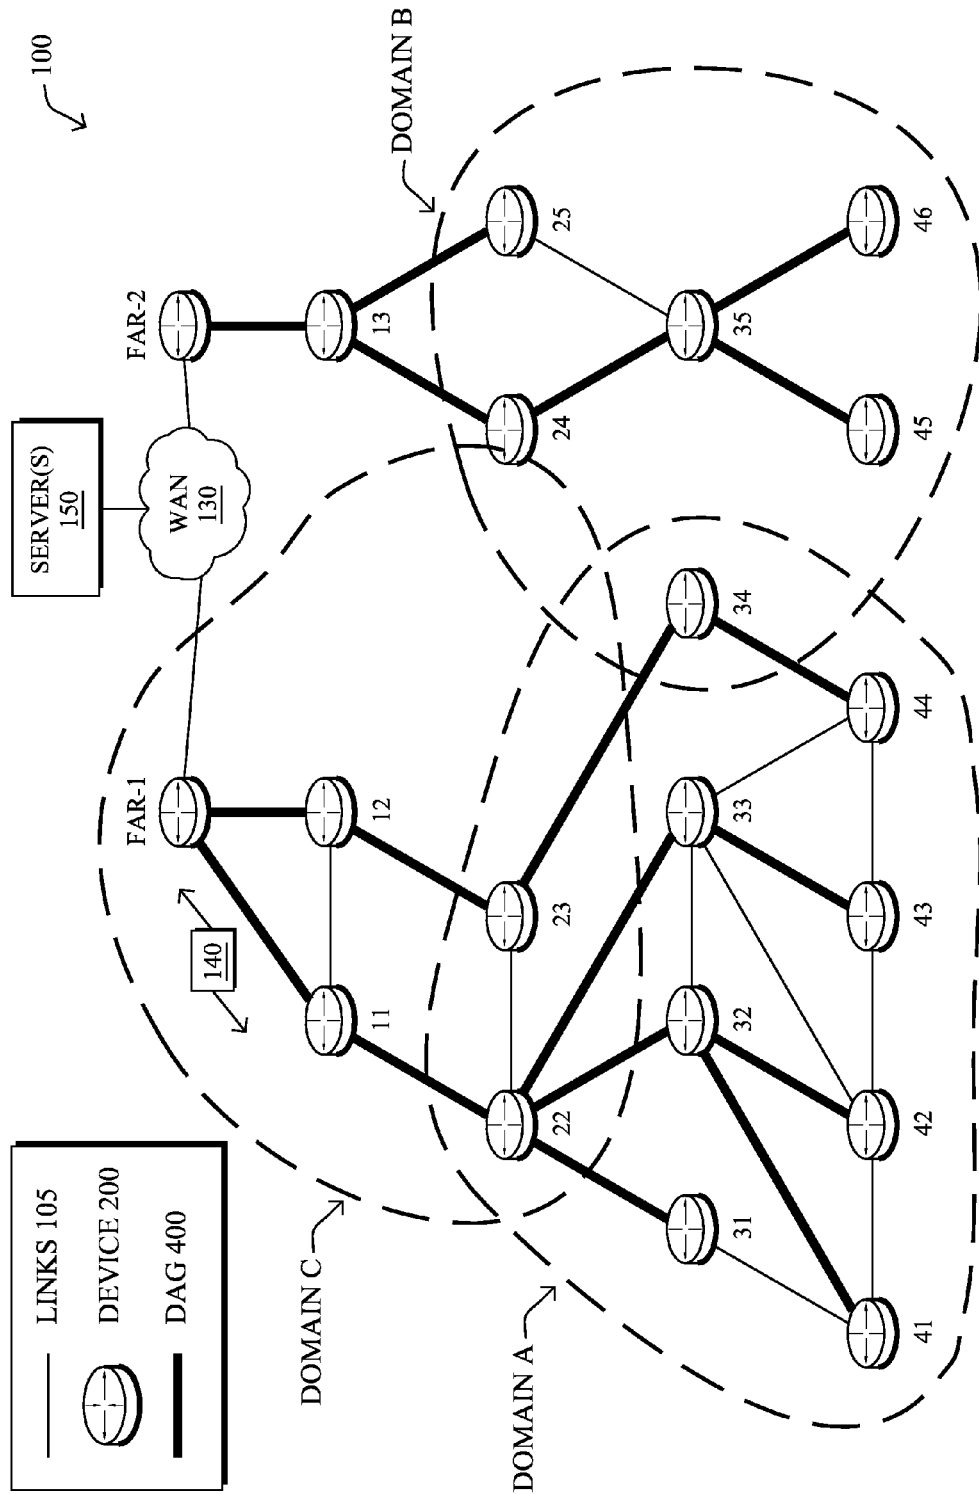 100
LINKS 105
DEVICE 200
DAG 400
SERVER(S)
150
WAN
130
FAR-1
FAR-2
140
DOMAIN C
DOMAIN B
DOMAIN A
11
12
13
22
23
24
25
31
32
33
34
35
41
42
43
44
45
46